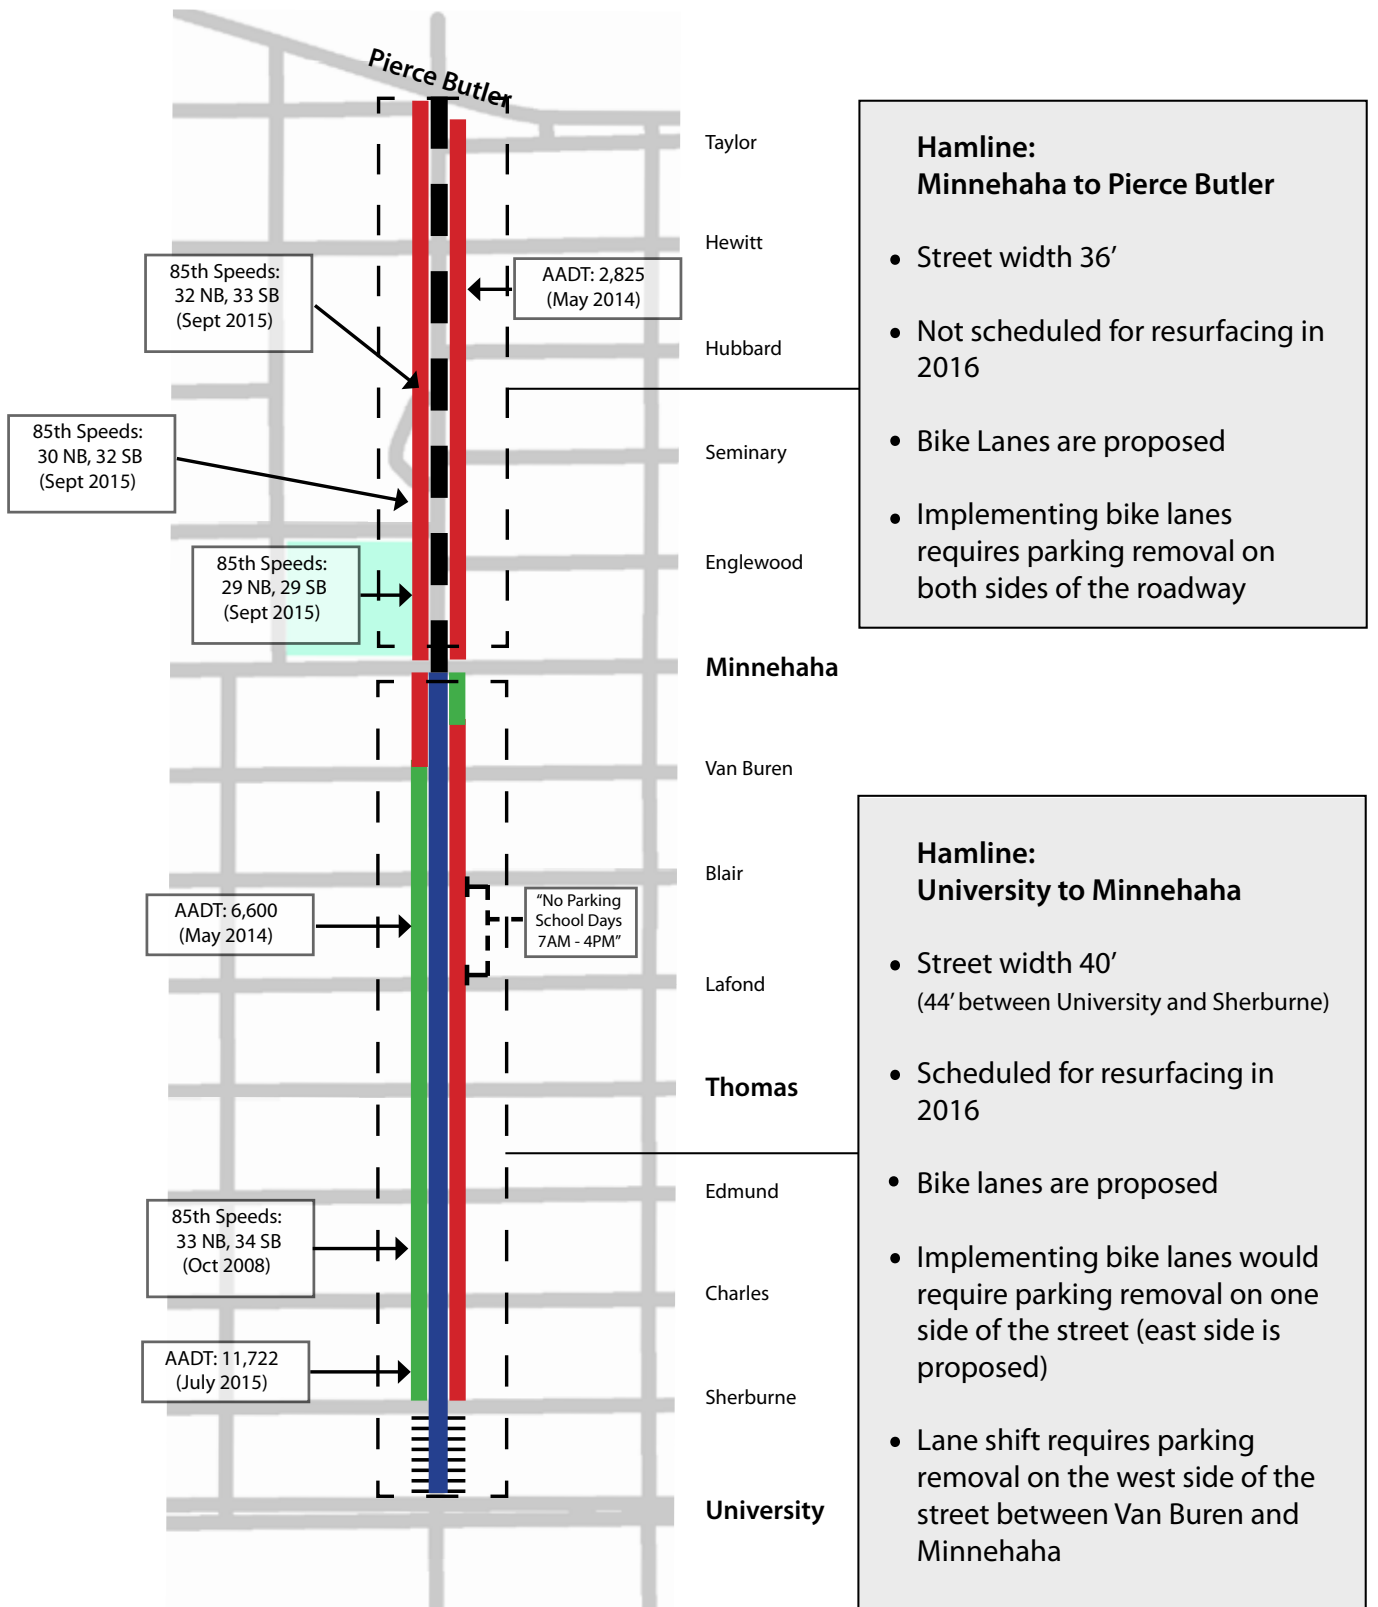 Pierce Butler
Taylor
Hewitt
85th Speeds:
32 NB, 33 SB
(Sept 2015)
AADT: 2,825
(May 2014)
Hubbard
85th Speeds:
30 NB, 32 SB
(Sept 2015)
Seminary
85th Speeds:
29 NB, 29 SB
(Sept 2015)
Englewood
Minnehaha
Van Buren
Blair
AADT: 6,600
(May 2014)
“No Parking
School Days
7AM - 4PM”
Lafond
Thomas
Edmund
85th Speeds:
33 NB, 34 SB
(Oct 2008)
Charles
AADT: 11,722
(July 2015)
Sherburne
University
Hamline:
Minnehaha to Pierce Butler
• Street width 36’
• Not scheduled for resurfacing in
2016
• Bike Lanes are proposed
• Implementing bike lanes
requires parking removal on
both sides of the roadway
Hamline:
University to Minnehaha
• Street width 40’
(44’ between University and Sherburne)
• Scheduled for resurfacing in
2016
• Bike lanes are proposed
• Implementing bike lanes would
require parking removal on one
side of the street (east side is
proposed)
• Lane shift requires parking
removal on the west side of the
street between Van Buren and
Minnehaha